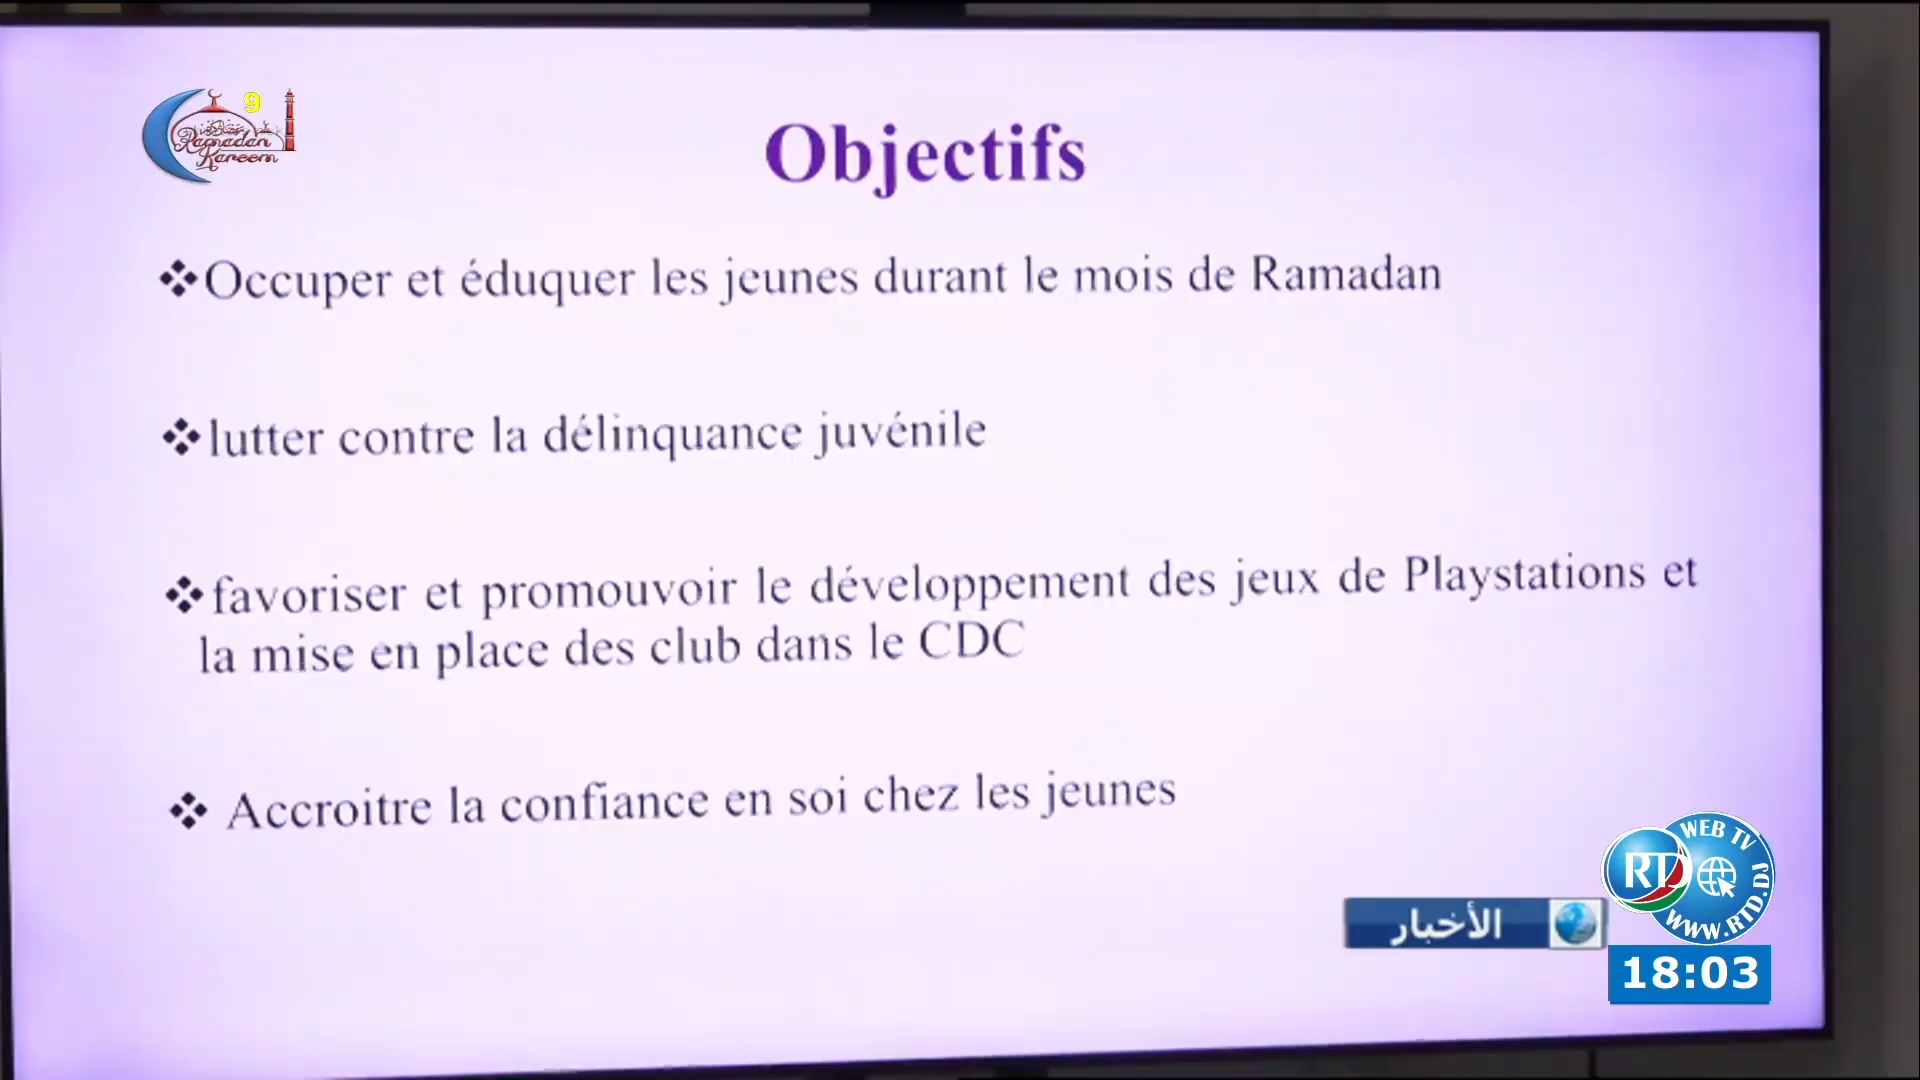 9
Ramadan
Kareem
Objectifs
❖Occuper et éduquer les jeunes durant le mois de Ramadan
❖lutter contre la délinquance juvénile
❖favoriser et promouvoir le développement des jeux de Playstations et
la mise en place des club dans le CDC
❖ Accroitre la confiance en soi chez les jeunes
WEB TV
RTD
WWW.RTD.DJ
الأخبار
18:03